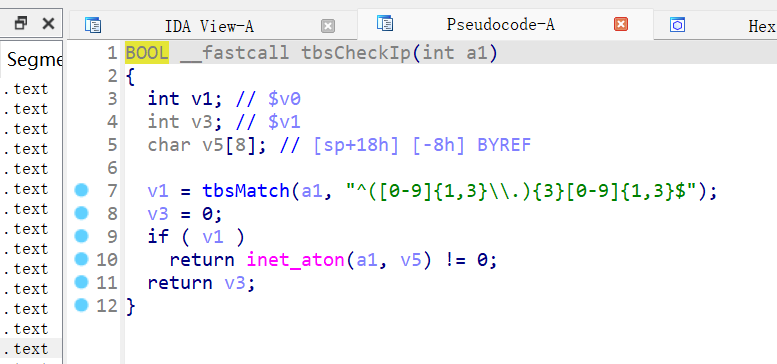 IDA View-A
Pseudocode-A
Hex
Segme
.text
.text
.text
.text
.text
.text
.text
.text
.text
.text
.text
.text
.text
.text
1 BOOL __fastcall tbsCheckIp(int a1)
2 {
3 int v1; // $v0
4 int v3; // $v1
5 char v5[8]; // [sp+18h] [-8h] BYREF
6
7 v1 = tbsMatch(a1, "^([0-9]{1,3}\\.){3}[0-9]{1,3}$");
8 v3 = 0;
9 if ( v1 )
10 return inet_aton(a1, v5) != 0;
11 return v3;
12 }